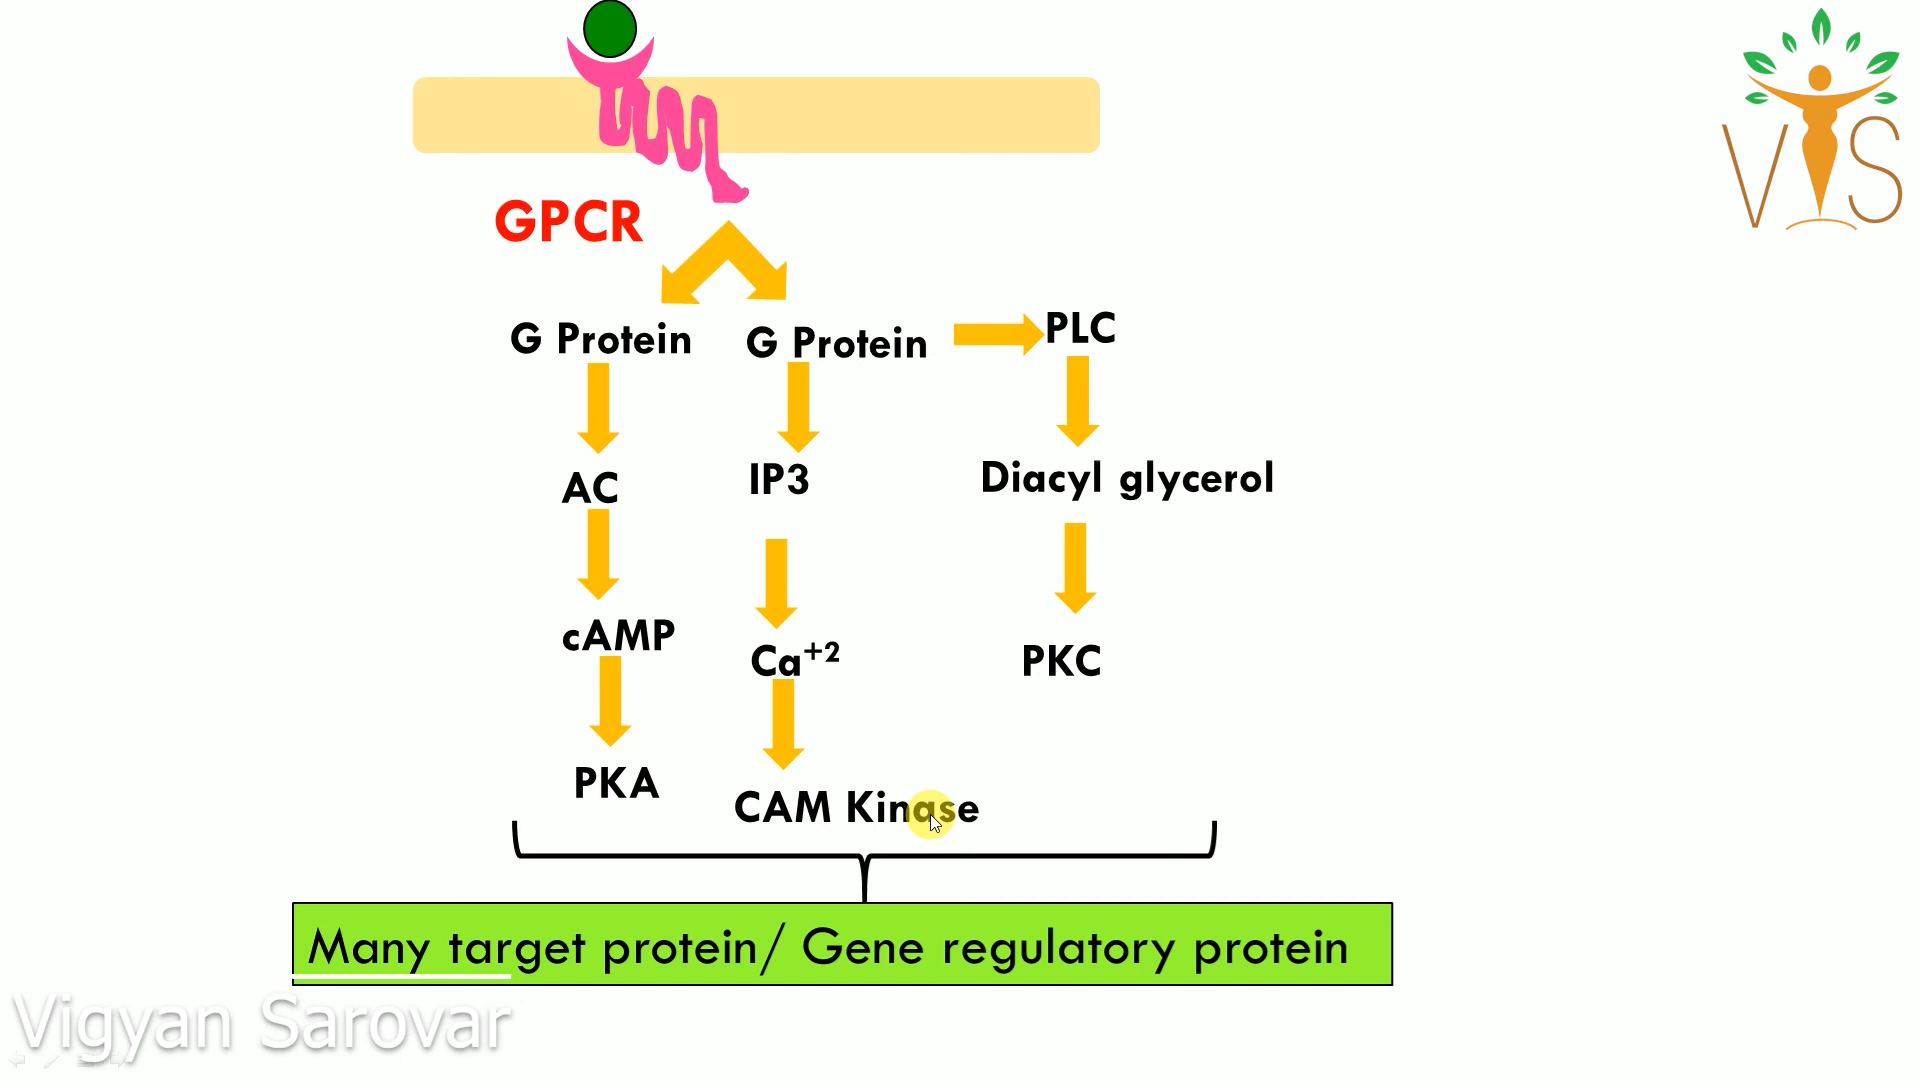 VIS
GPCR
G Protein
G Protein
PLC
AC
IP3
Diacyl glycerol
cAMP
Ca⁺²
PKC
PKA
CAM Kinase
Many target protein/ Gene regulatory protein
Vigyan Sarovar